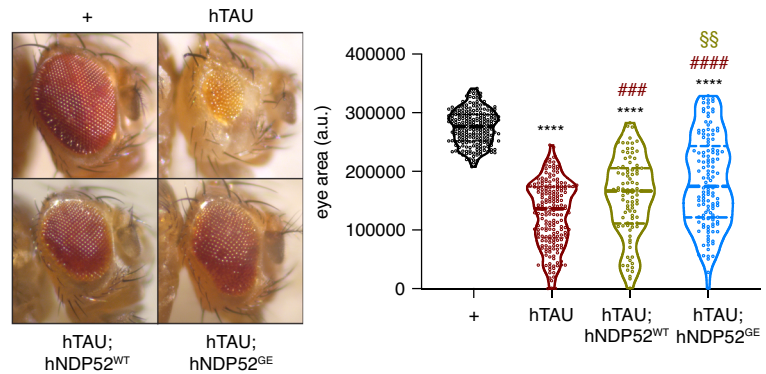 +
hTAU
hTAU;
hNDP52ᵂᵀ
hTAU;
hNDP52ᴳᴱ
eye area (a.u.)
400000
300000
200000
100000
0
****
###
****
§§
####
****
+
hTAU
hTAU;
hNDP52ᵂᵀ
hTAU;
hNDP52ᴳᴱ